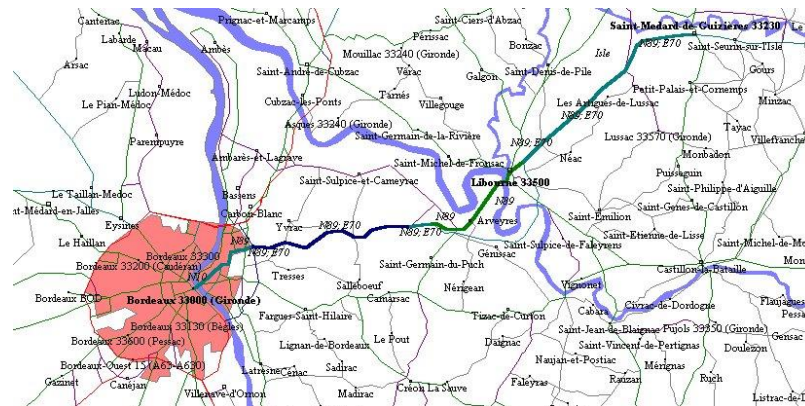 Cantenac
Prignac-et-Marcamps
Saint-Ciers-d'Abzac
Saint-Medard-de-Guizières 33230
Labarde
Macau
Ambès
Périssac
Bonzac
Saint-Seurin-sur-l'Isle
Arsac
Mouillac 33240 (Gironde)
Isle
N89; E70
Saint-André-de-Cubzac
Vérac
Galgon
Saint-Denis-de-Pile
Gours
Ludon-Médoc
Tarnès
Petit-Palais-et-Cornemps
Le Pian-Médoc
Cubzac-les-Ponts
Villegouge
Les Artigues-de-Lussac
Minzac
N89; E70
Asques 33240 (Gironde)
Tayac
Parempuyre
Saint-Germain-de-la-Rivière
N89; E70
Lussac 33570 (Gironde)
Villefranche
Ambarès-et-Lagrave
Saint-Michel-de-Fronsac
Néac
Monbadon
Puisseguin
Saint-Sulpice-et-Cameyrac
Libourne 33500
Le Taillan-Medoc
Bassens
Saint-Philippe-d'Aiguille
N89
Saint-Genes-de-Castillon
nt-Médard-en-Jalles
Carbon-Blanc
N89
Arveyres
Saint-Emilion
Eysines
Yvrac
N89; E70
N89; E70
Saint-Etienne-de-Lisse
Le Haillan
N89
Saint-Sulpice-de-Faleyrens
Saint-Michel-de-M
Bordeaux 33300
N89; E70
Génissac
Bordeaux 33200 (Caudéran)
Saint-Germain-du-Puch
Castillon-la-Bataille
Mon
N10
Tresses
Salleboeuf
Nérigean
Vignonet
Bordeaux EOD
Bordeaux 33000 (Gironde)
Camarsac
Civrac-de-Dordogne
Flaujagues
Cabara
Pessa
Fargues-Saint-Hilaire
Tizac-de-Curton
Bordeaux 33130 (Bègles)
Saint-Jean-de-Blaignac
Pujols 33350 (Gironde)
Bordeaux 33600 (Pessac)
Lignan-de-Bordeaux
Le Pout
Daignac
Saint-Vincent-de-Pertignas
Gensac
Doulezon
Bordeaux-Ouest 15 (A63-A630)
Latresne
Cénac
Sadirac
Naujan-et-Postiac
Mérignas
Gazinet
Canéjan
Créon
La Sauve
Faleyras
Rauzan
Ruch
Villenave-d'Ornon
Madirac
Listrac-de-D